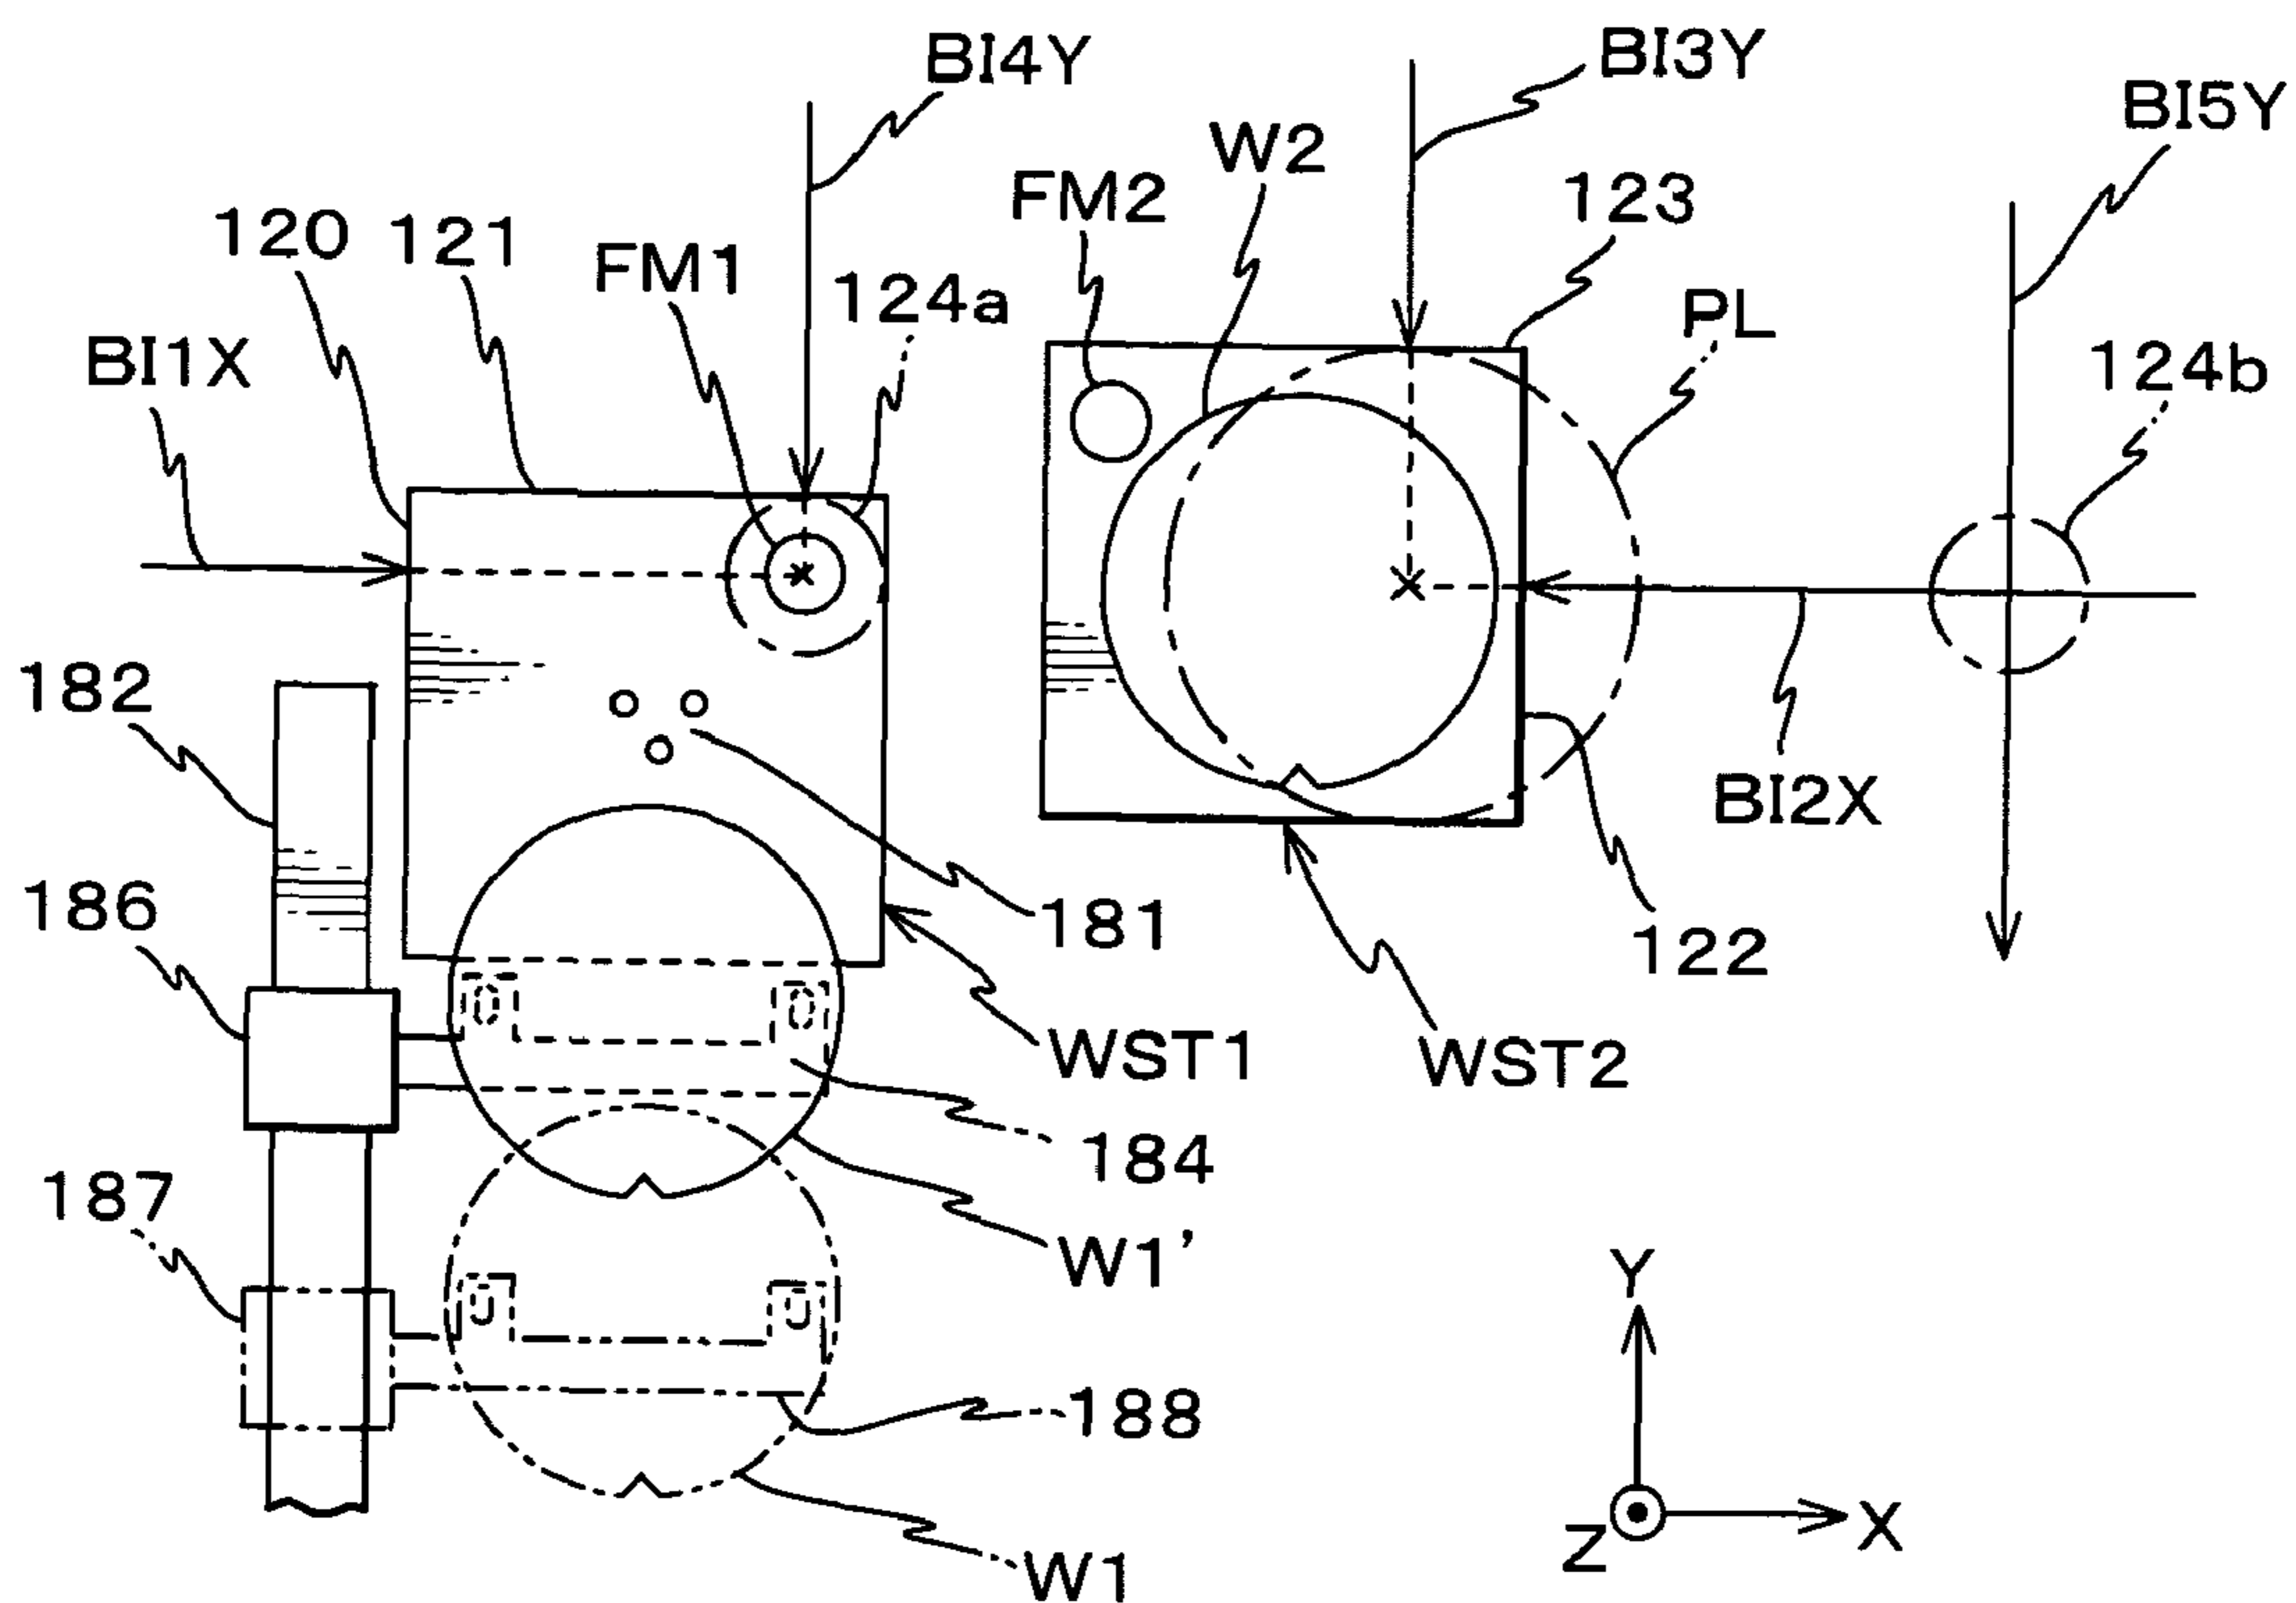 BI4Y
BI3Y
BI5Y
W2
FM2
123
120
121
FM1
124a
PL
BI1X
124b
182
BI2X
186
181
122
WST1
WST2
184
187
W1'
Y
188
Z
X
W1